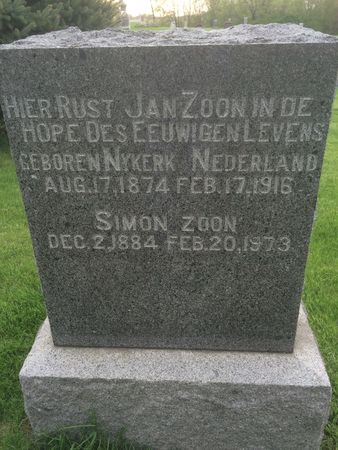 HIER RUST JAN ZOON IN DE
HOPE DES EEUWIGEN LEVENS
GEBOREN NYKERK NEDERLAND
AUG. 17, 1874 FEB. 17, 1916
SIMON ZOON
DEC. 2, 1884 FEB. 20, 1973